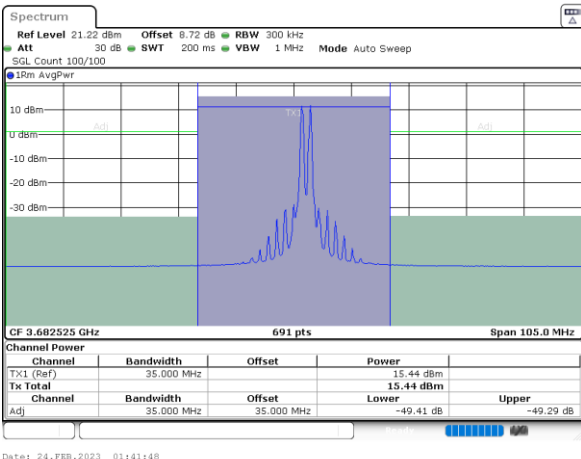 Spectrum
Ref Level 21.22 dBm Offset 8.72 dB RBW 300 kHz
Att 30 dB SWT 200 ms VBW 1 MHz Mode Auto Sweep
SGL Count 100/100
1Rm AvgPwr
TX1
10 dBm
Adj Adj
0 dBm
-10 dBm
-20 dBm
-30 dBm
CF 3.682525 GHz 691 pts Span 105.0 MHz
Channel Power
Channel Bandwidth Offset Power
TX1 (Ref) 35.000 MHz 15.44 dBm
Tx Total 15.44 dBm
Channel Bandwidth Offset Lower Upper
Adj 35.000 MHz 35.000 MHz -49.41 dB -49.29 dB
Ready
Date: 24.FEB.2023 01:41:48